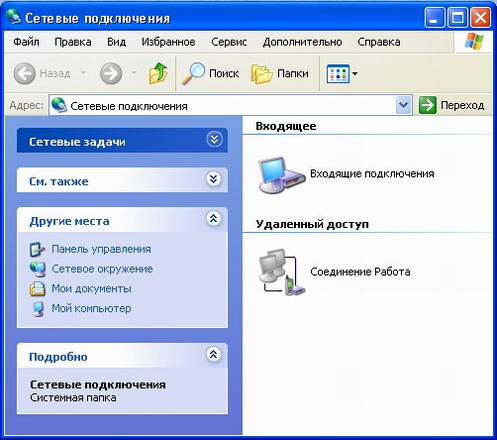 Сетевые подключения
Файл Правка Вид Избранное Сервис Дополнительно Справка
Назад Поиск Папки
Адрес: Сетевые подключения Переход
Сетевые задачи
См. также
Другие места
Панель управления
Сетевое окружение
Мои документы
Мой компьютер
Подробно
Сетевые подключения
Системная папка
Входящее
Входящие подключения
Удаленный доступ
Соединение Работа